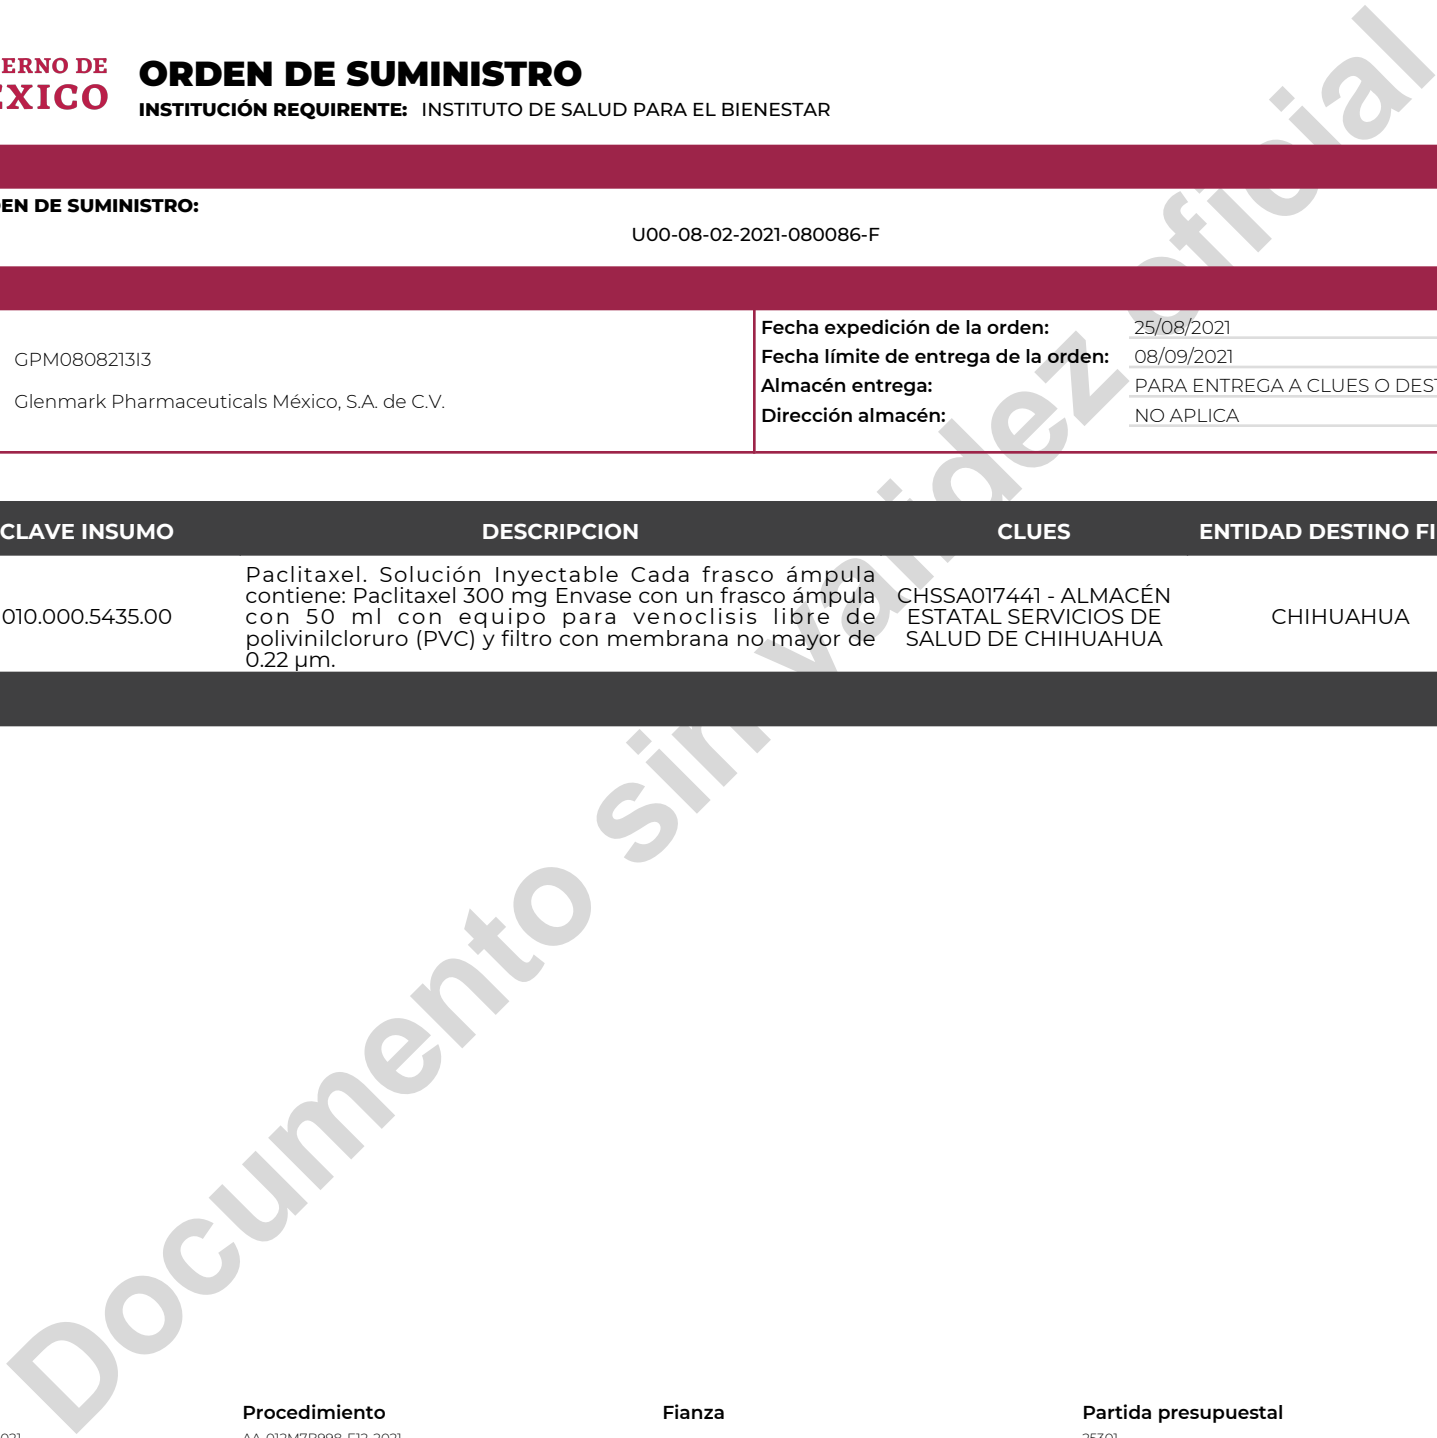 ERNO DE
ÉXICO
ORDEN DE SUMINISTRO
INSTITUCIÓN REQUIRENTE: INSTITUTO DE SALUD PARA EL BIENESTAR
EN DE SUMINISTRO:
U00-08-02-2021-080086-F
GPM0808213I3
Glenmark Pharmaceuticals México, S.A. de C.V.
Fecha expedición de la orden: 25/08/2021
Fecha límite de entrega de la orden: 08/09/2021
Almacén entrega: PARA ENTREGA A CLUES O DEST
Dirección almacén: NO APLICA
CLAVE INSUMO DESCRIPCION CLUES ENTIDAD DESTINO FI
010.000.5435.00
Paclitaxel. Solución Inyectable Cada frasco ámpula
contiene: Paclitaxel 300 mg Envase con un frasco ámpula
con 50 ml con equipo para venoclisis libre de
polivinilcloruro (PVC) y filtro con membrana no mayor de
0.22 µm.
CHSSA017441 - ALMACÉN
ESTATAL SERVICIOS DE
SALUD DE CHIHUAHUA
CHIHUAHUA
Documento sin validez oficial
Procedimiento Fianza Partida presupuestal